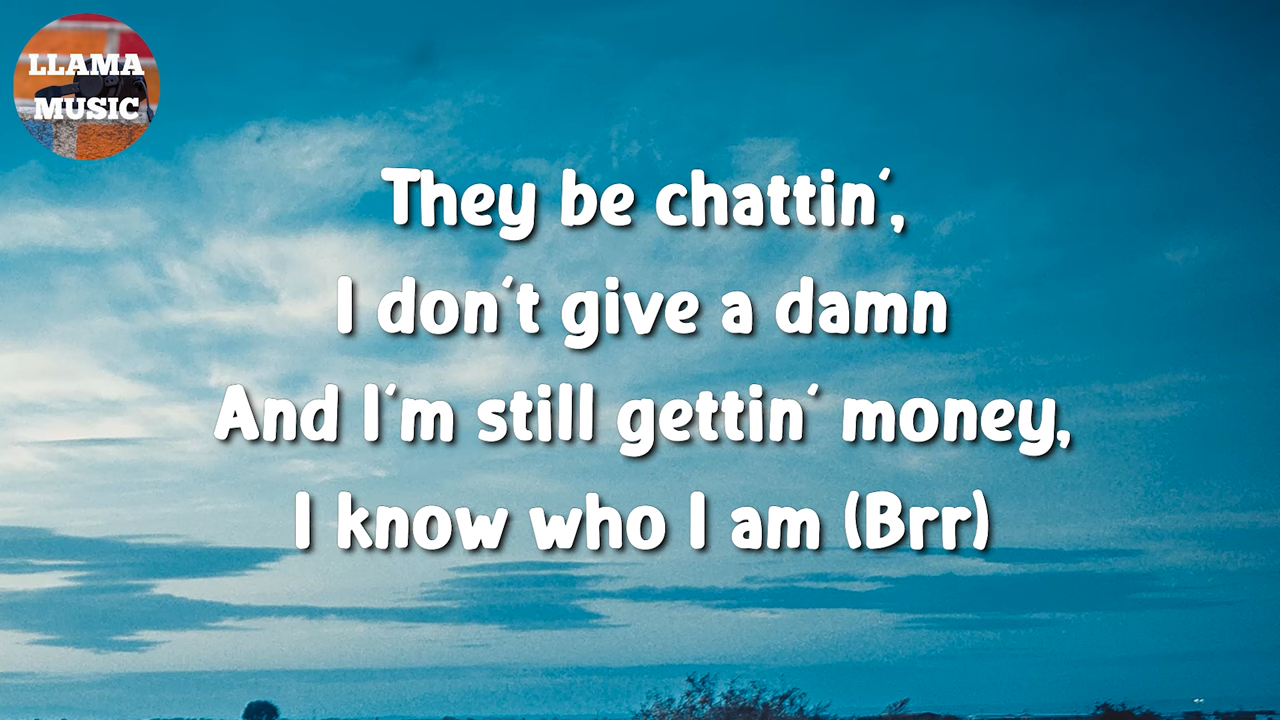 LLAMA
MUSIC
They be chattin',
I don't give a damn
And I'm still gettin' money,
I know who I am (Brr)